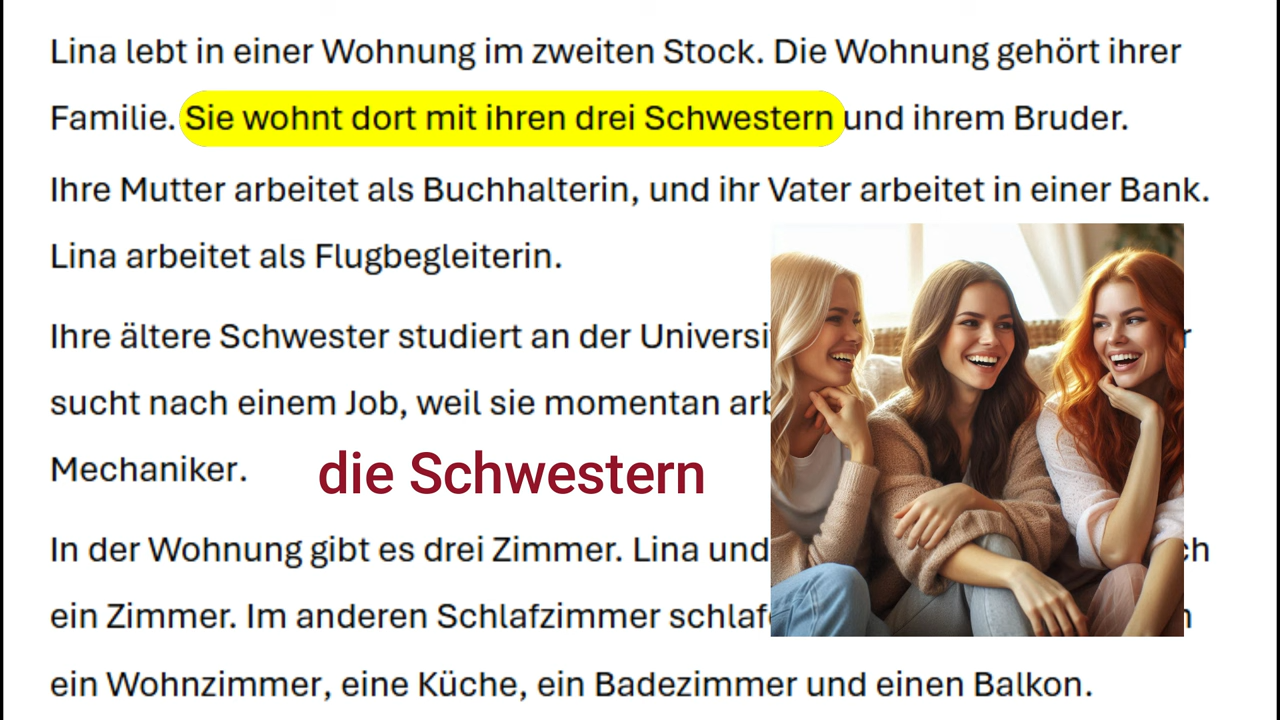 Lina lebt in einer Wohnung im zweiten Stock. Die Wohnung gehört ihrer
Familie. Sie wohnt dort mit ihren drei Schwestern und ihrem Bruder.
Ihre Mutter arbeitet als Buchhalterin, und ihr Vater arbeitet in einer Bank.
Lina arbeitet als Flugbegleiterin.
Ihre ältere Schwester studiert an der
sucht nach einem Job, weil sie momentan
Mechaniker.
die Schwestern
In der Wohnung gibt es drei Zimmer. Lina und
ein Zimmer. Im anderen Schlafzimmer
ein Wohnzimmer, eine Küche, ein Badezimmer und einen Balkon.